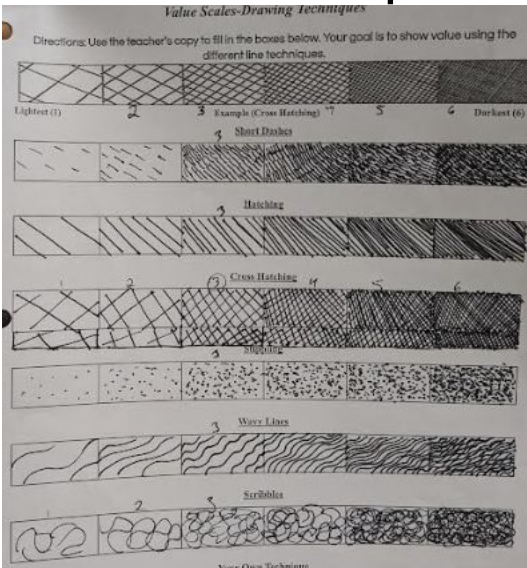 Value Scales-Drawing Techniques
Directions: Use the teacher's copy to fill in the boxes below. Your goal is to show value using the
different line techniques.
Lightest (1) 2 3 Example (Cross Hatching) 4 5 6 Darkest (6)
3 Short Dashes
Hatching
3
Cross Hatching
1 2 3 4 5 6
Stippling
3
Wavy Lines
3
Scribbles
1 2 3
Your Own Technique